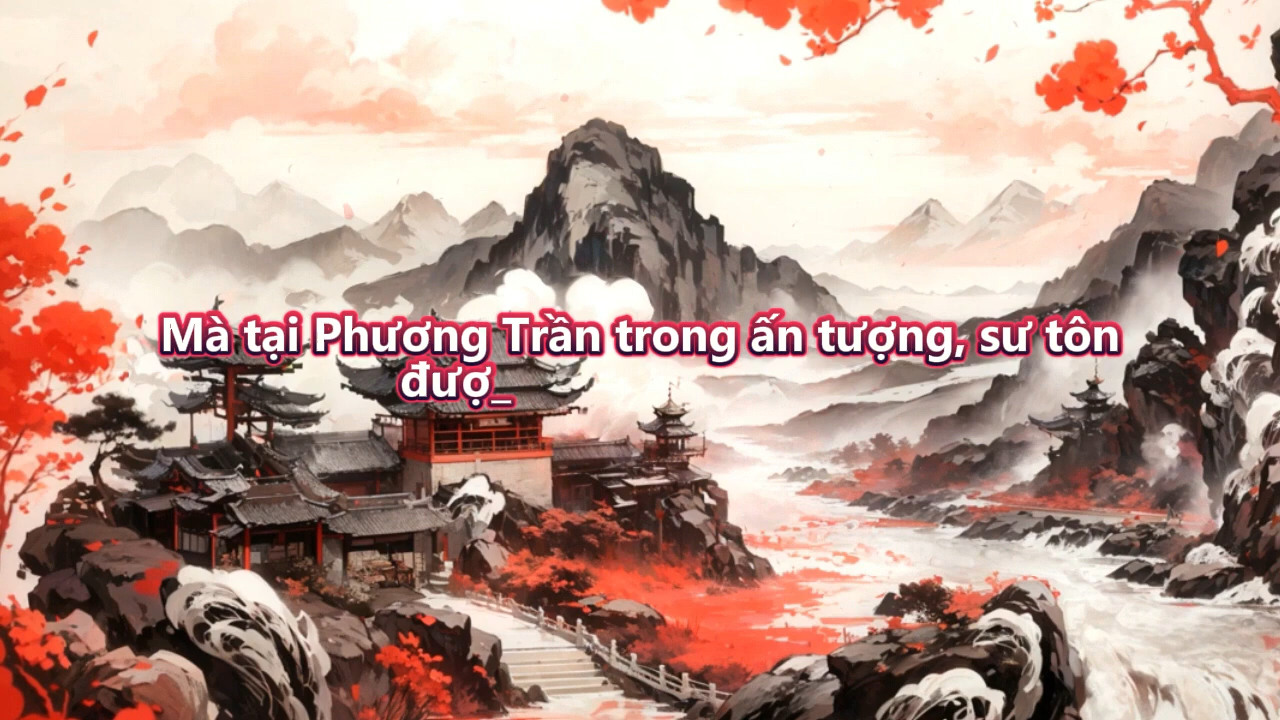 Mà tại Phương Trần trong ấn tượng, sư tôn
đượ_